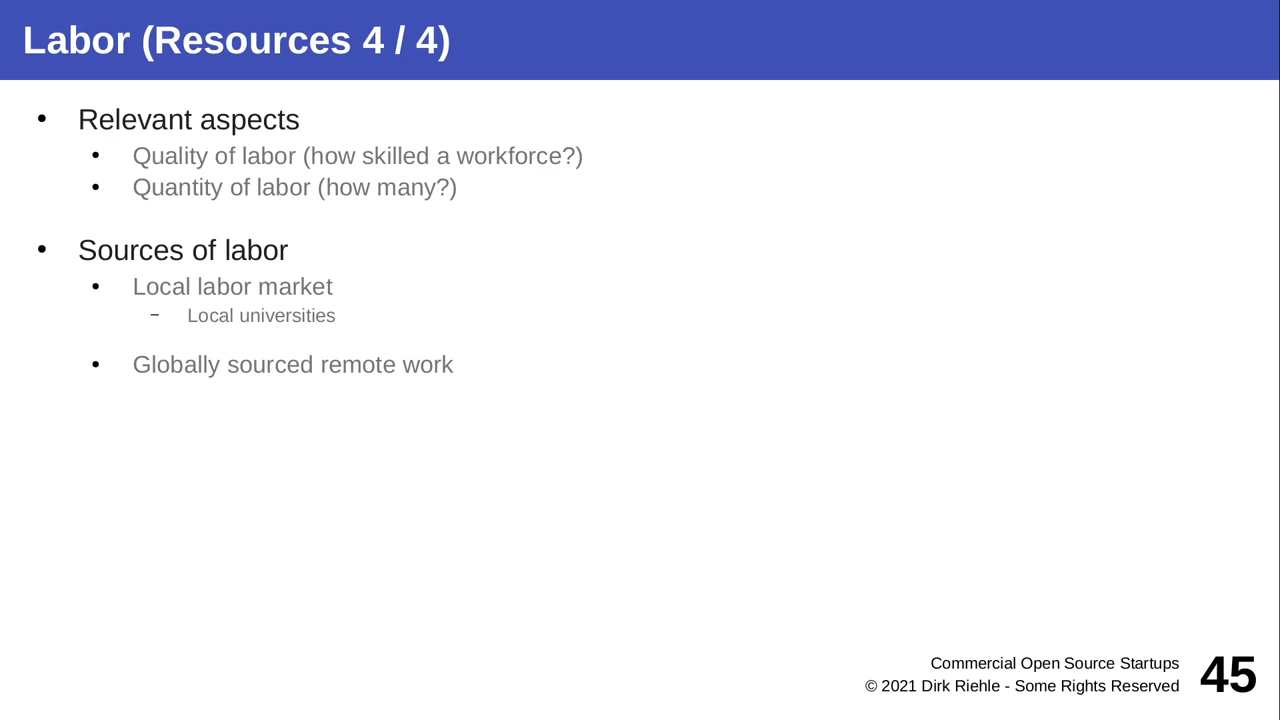 Labor (Resources 4 / 4)
• Relevant aspects
• Quality of labor (how skilled a workforce?)
• Quantity of labor (how many?)
• Sources of labor
• Local labor market
– Local universities
• Globally sourced remote work
Commercial Open Source Startups
© 2021 Dirk Riehle - Some Rights Reserved
45